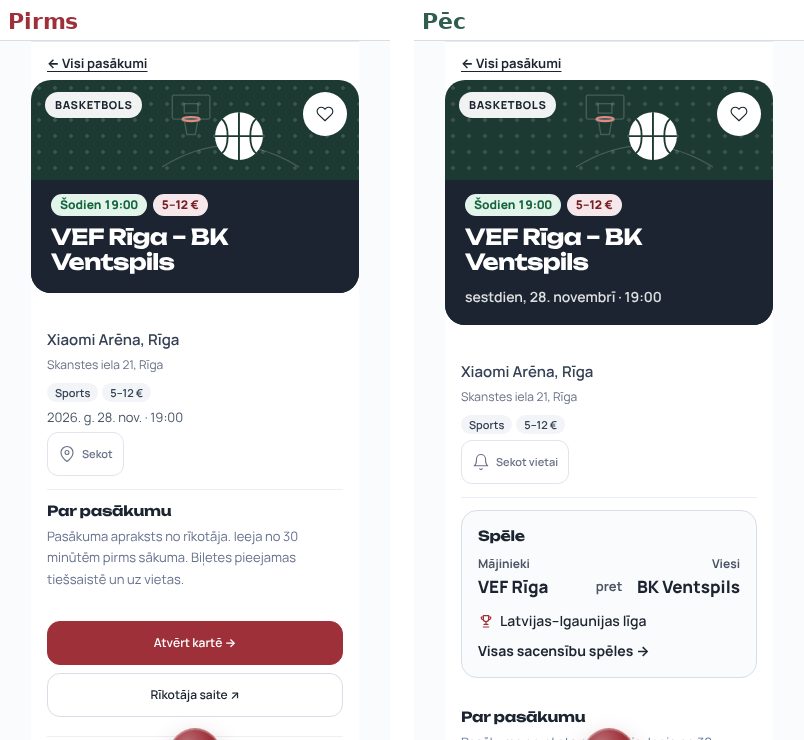 Pirms
← Visi pasākumi
BASKETBOLS
Šodien 19:00
5–12 €
VEF Rīga – BK
Ventspils
Xiaomi Arēna, Rīga
Skanstes iela 21, Rīga
Sports
5–12 €
2026. g. 28. nov. · 19:00
Sekot
Par pasākumu
Pasākuma apraksts no rīkotāja. Ieeja no 30
minūtēm pirms sākuma. Biletes pieejamas
tiešsaistē un uz vietas.
Atvērt kartē →
Rīkotāja saite ↗
Pēc
← Visi pasākumi
BASKETBOLS
Šodien 19:00
5–12 €
VEF Rīga – BK
Ventspils
sestdien, 28. novembrī · 19:00
Xiaomi Arēna, Rīga
Skanstes iela 21, Rīga
Sports
5–12 €
Sekot vietai
Spēle
Mājinieki
Viesi
VEF Rīga pret BK Ventspils
Latvijas–Igaunijas līga
Visas sacensību spēles →
Par pasākumu